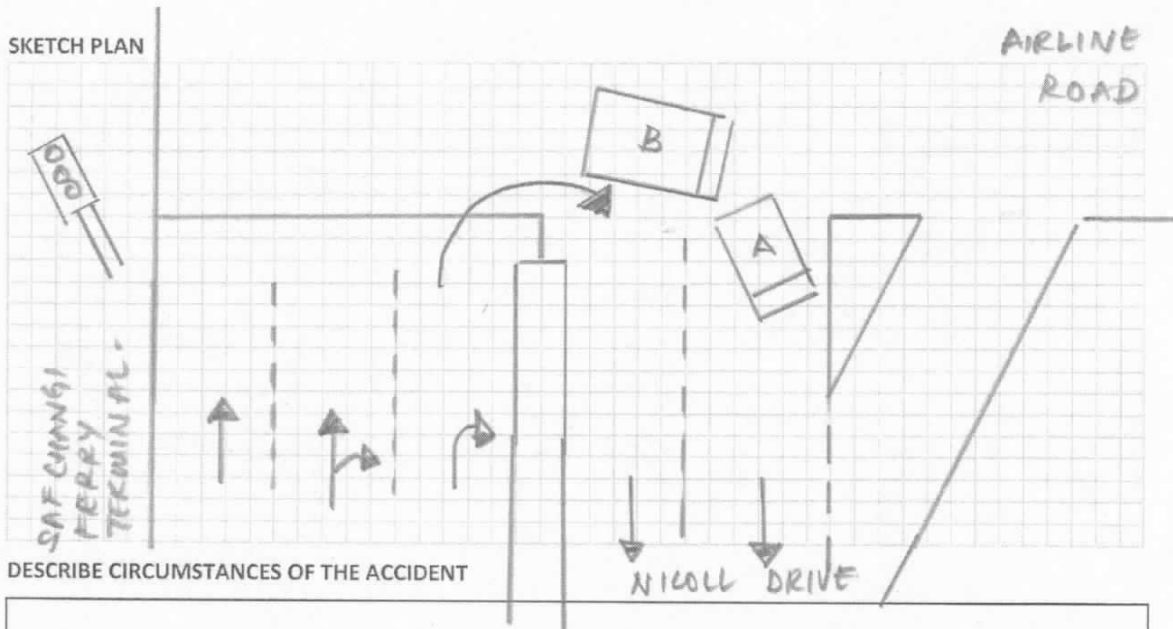 SKETCH PLAN
AIRLINE
ROAD
B
A
SAF CHANGI
FERRY
TERMINAL.
NICOLL DRIVE
DESCRIBE CIRCUMSTANCES OF THE ACCIDENT